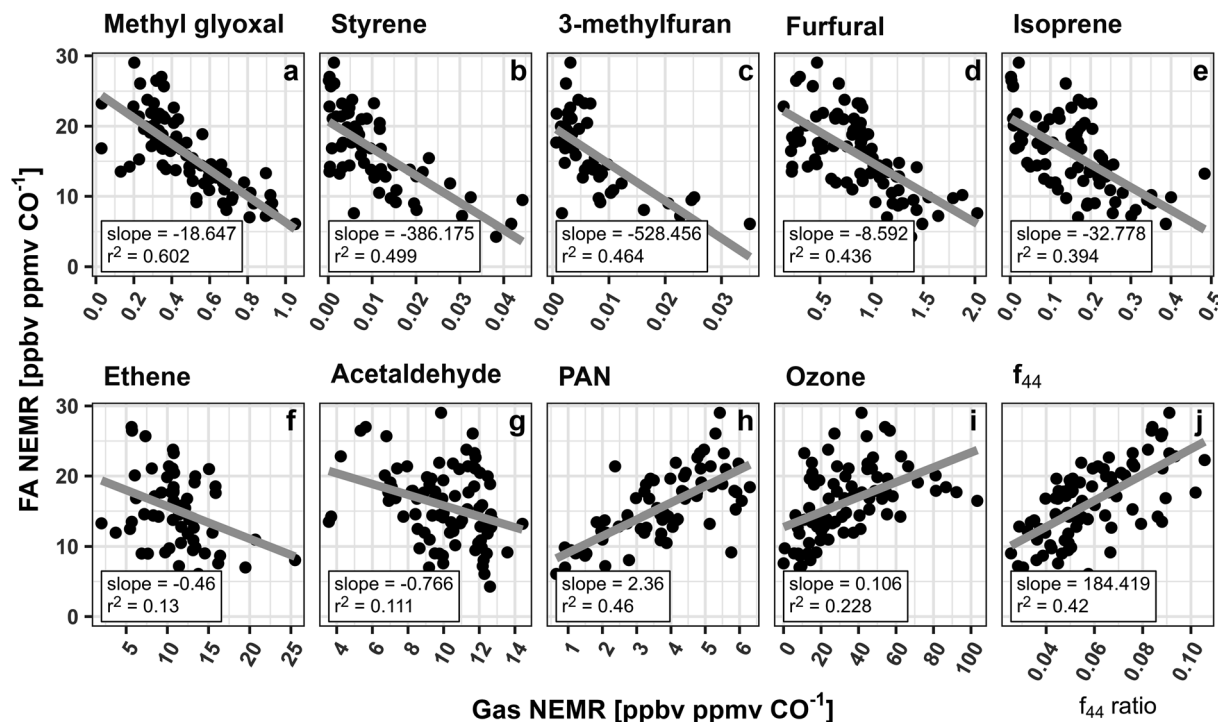 Methyl glyoxal Styrene 3-methylfuran Furfural Isoprene
FA NEMR [ppbv ppmv CO⁻¹]
30
20
10
0
a
slope = -18.647
r² = 0.602
0.0 0.2 0.4 0.6 0.8 1.0
b
slope = -386.175
r² = 0.499
0.00 0.01 0.02 0.03 0.04
c
slope = -528.456
r² = 0.464
0.00 0.01 0.02 0.03
d
slope = -8.592
r² = 0.436
0.5 1.0 1.5 2.0
e
slope = -32.778
r² = 0.394
0.0 0.1 0.2 0.3 0.4 0.5
Ethene Acetaldehyde PAN Ozone f₄₄
30
20
10
0
f
slope = -0.46
r² = 0.13
5 10 15 20 25
g
slope = -0.766
r² = 0.111
4 6 8 10 12 14
h
slope = 2.36
r² = 0.46
1 2 3 4 5 6
i
slope = 0.106
r² = 0.228
0 20 40 60 80 100
j
slope = 184.419
r² = 0.42
0.04 0.06 0.08 0.10
Gas NEMR [ppbv ppmv CO⁻¹]
f₄₄ ratio